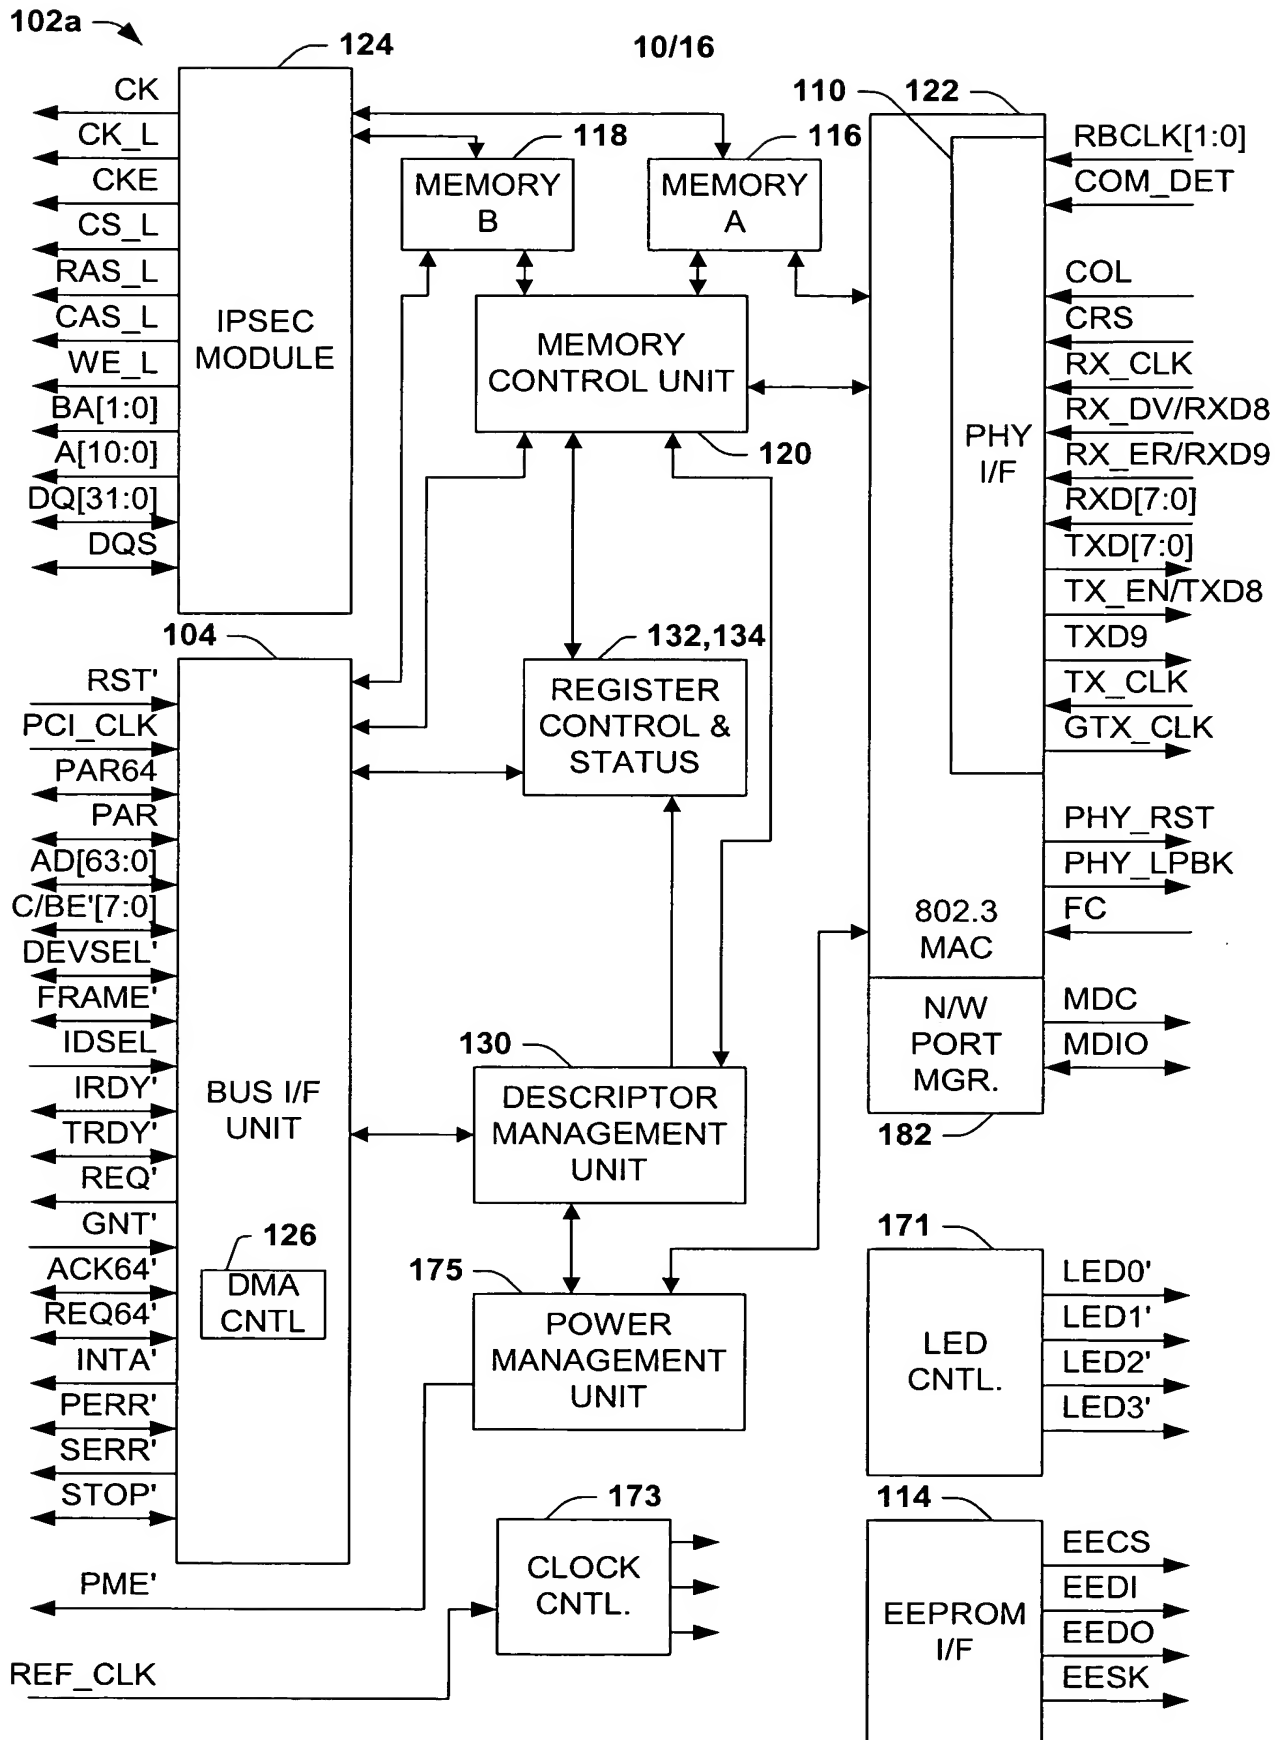 102a
10/16
124
CK
CK_L
CKE
CS_L
RAS_L
CAS_L
WE_L
BA[1:0]
A[10:0]
DQ[31:0]
DQS
IPSEC
MODULE
118
MEMORY
B
116
MEMORY
A
MEMORY
CONTROL UNIT
120
110
122
PHY
I/F
802.3
MAC
N/W
PORT
MGR.
182
RBCLK[1:0]
COM_DET
COL
CRS
RX_CLK
RX_DV/RXD8
RX_ER/RXD9
RXD[7:0]
TXD[7:0]
TX_EN/TXD8
TXD9
TX_CLK
GTX_CLK
PHY_RST
PHY_LPBK
FC
MDC
MDIO
104
RST'
PCI_CLK
PAR64
PAR
AD[63:0]
C/BE'[7:0]
DEVSEL'
FRAME'
IDSEL
IRDY'
TRDY'
REQ'
GNT'
ACK64'
REQ64'
INTA'
PERR'
SERR'
STOP'
PME'
REF_CLK
BUS I/F
UNIT
126
DMA
CNTL
132,134
REGISTER
CONTROL &
STATUS
130
DESCRIPTOR
MANAGEMENT
UNIT
175
POWER
MANAGEMENT
UNIT
173
CLOCK
CNTL.
171
LED
CNTL.
LED0'
LED1'
LED2'
LED3'
114
EEPROM
I/F
EECS
EEDI
EEDO
EESK